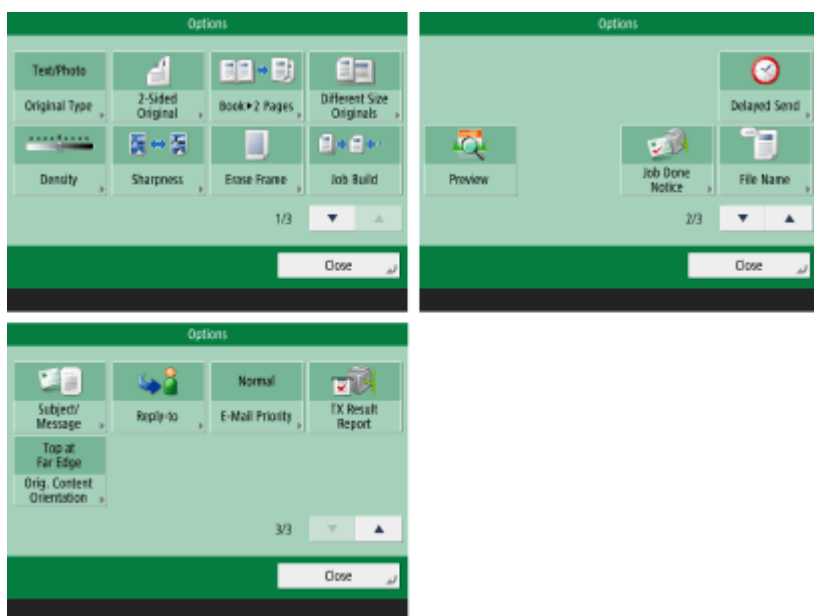 Options
Text/Photo
Original Type
2-Sided
Original
Book▶2 Pages
Different Size
Originals
Density
Sharpness
Erase Frame
Job Build
1/3
Close
Options
Delayed Send
Preview
Job Done
Notice
File Name
2/3
Close
Options
Subject/
Message
Reply-to
Normal
E-Mail Priority
TX Result
Report
Top at
Far Edge
Orig. Content
Orientation
3/3
Close